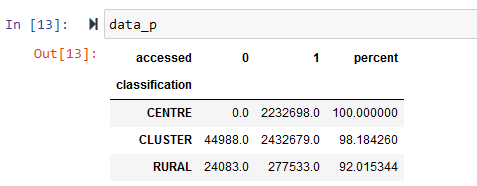 In [13]: data_p
Out[13]:
accessed 0 1 percent
classification
CENTRE 0.0 2232698.0 100.000000
CLUSTER 44988.0 2432679.0 98.184260
RURAL 24083.0 277533.0 92.015344